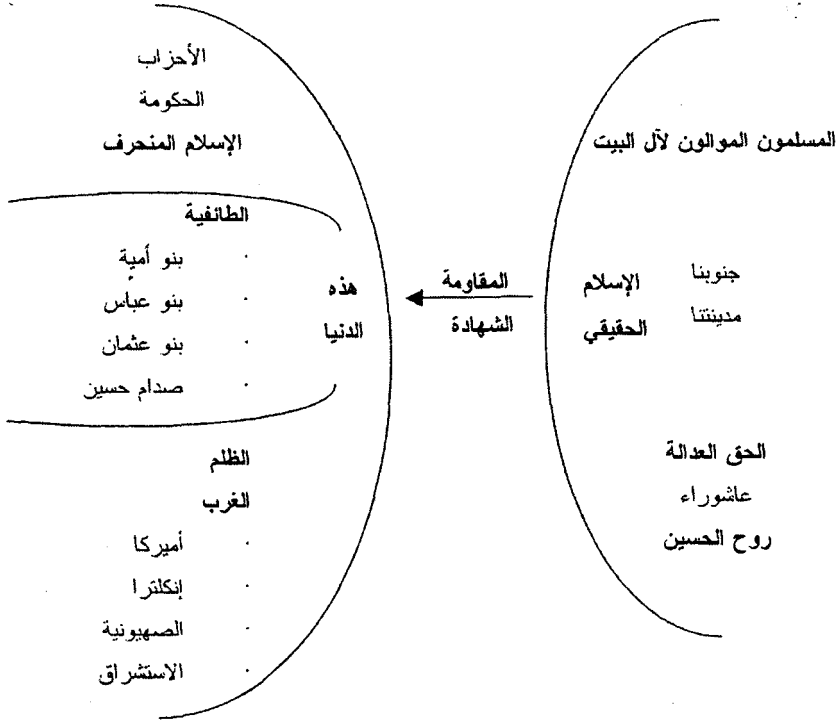 المسلمون الموالون لآل البيت
جنوبنا
مدينتنا
الإسلام
الحقيقي
الحق العدالة
عاشوراء
روح الحسين
المقاومة
الشهادة
الأحزاب
الحكومة
الإسلام المنحرف
هذه
الدنيا
الطائفية
· بنو أمية
· بنو عباس
· بنو عثمان
· صدام حسين
الظلم
الغرب
· أميركا
· إنكلترا
· الصهيونية
· الاستشراق